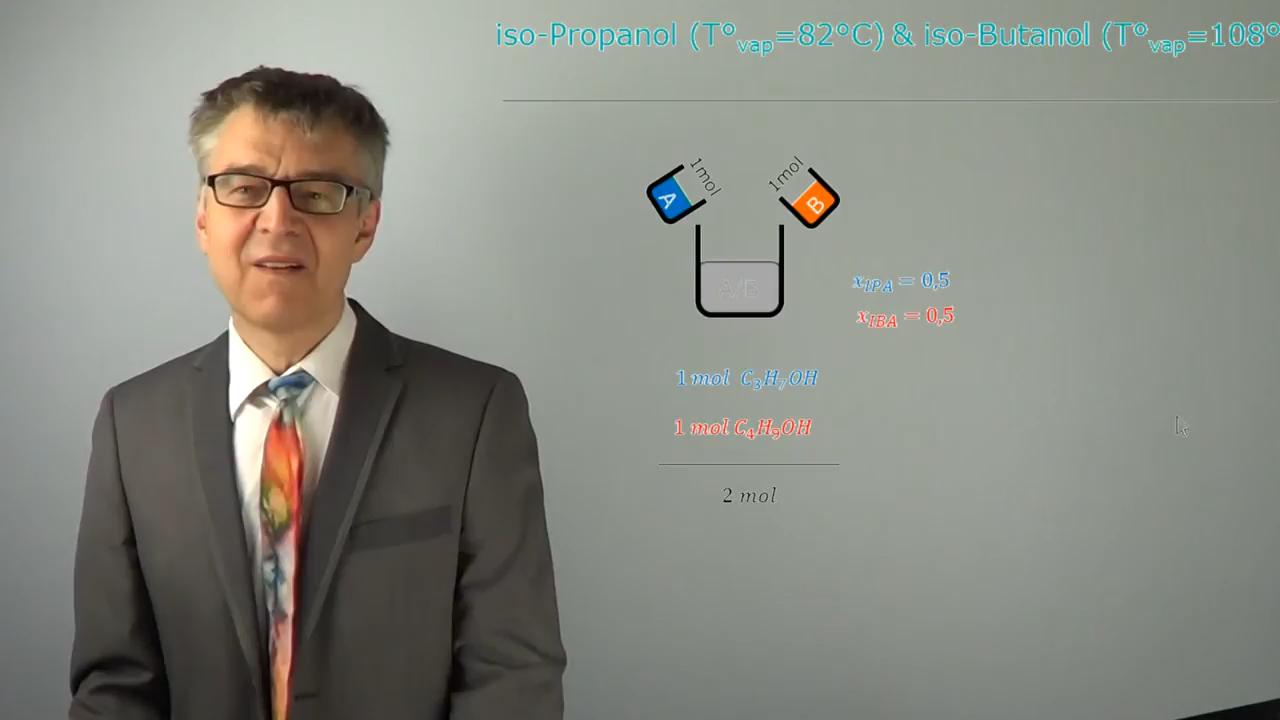 iso-Propanol (T°vap=82°C) & iso-Butanol (T°vap=108°
1mol
1mol
A
B
A/B
x_IPA = 0,5
x_IBA = 0,5
1 mol C₃H₇OH
1 mol C₄H₉OH
2 mol